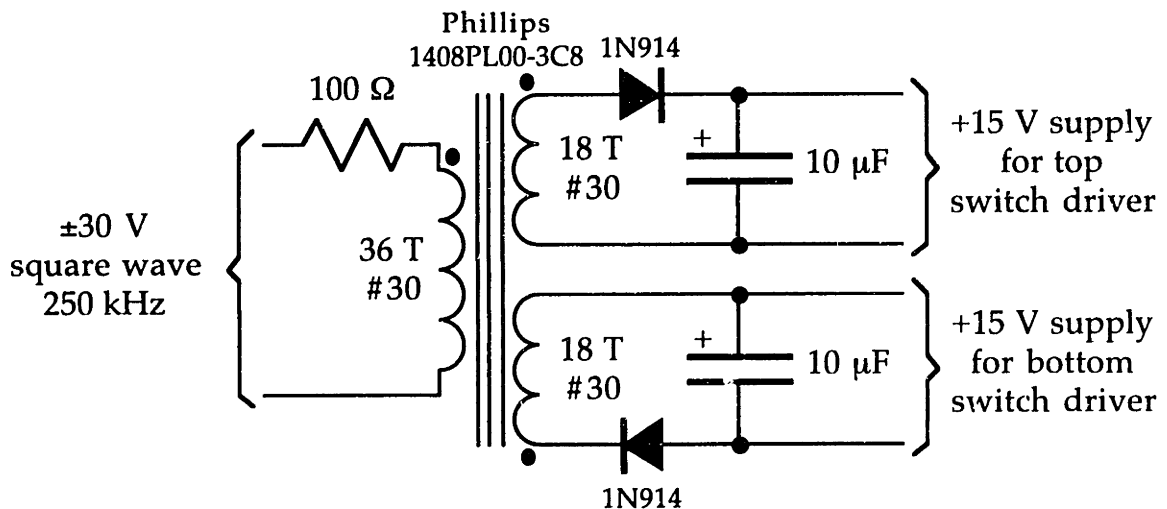 Phillips
1408PL00-3C8
1N914
100 Ω
±30 V
square wave
250 kHz
36 T
#30
18 T
#30
+
10 µF
+15 V supply
for top
switch driver
18 T
#30
+
10 µF
+15 V supply
for bottom
switch driver
1N914